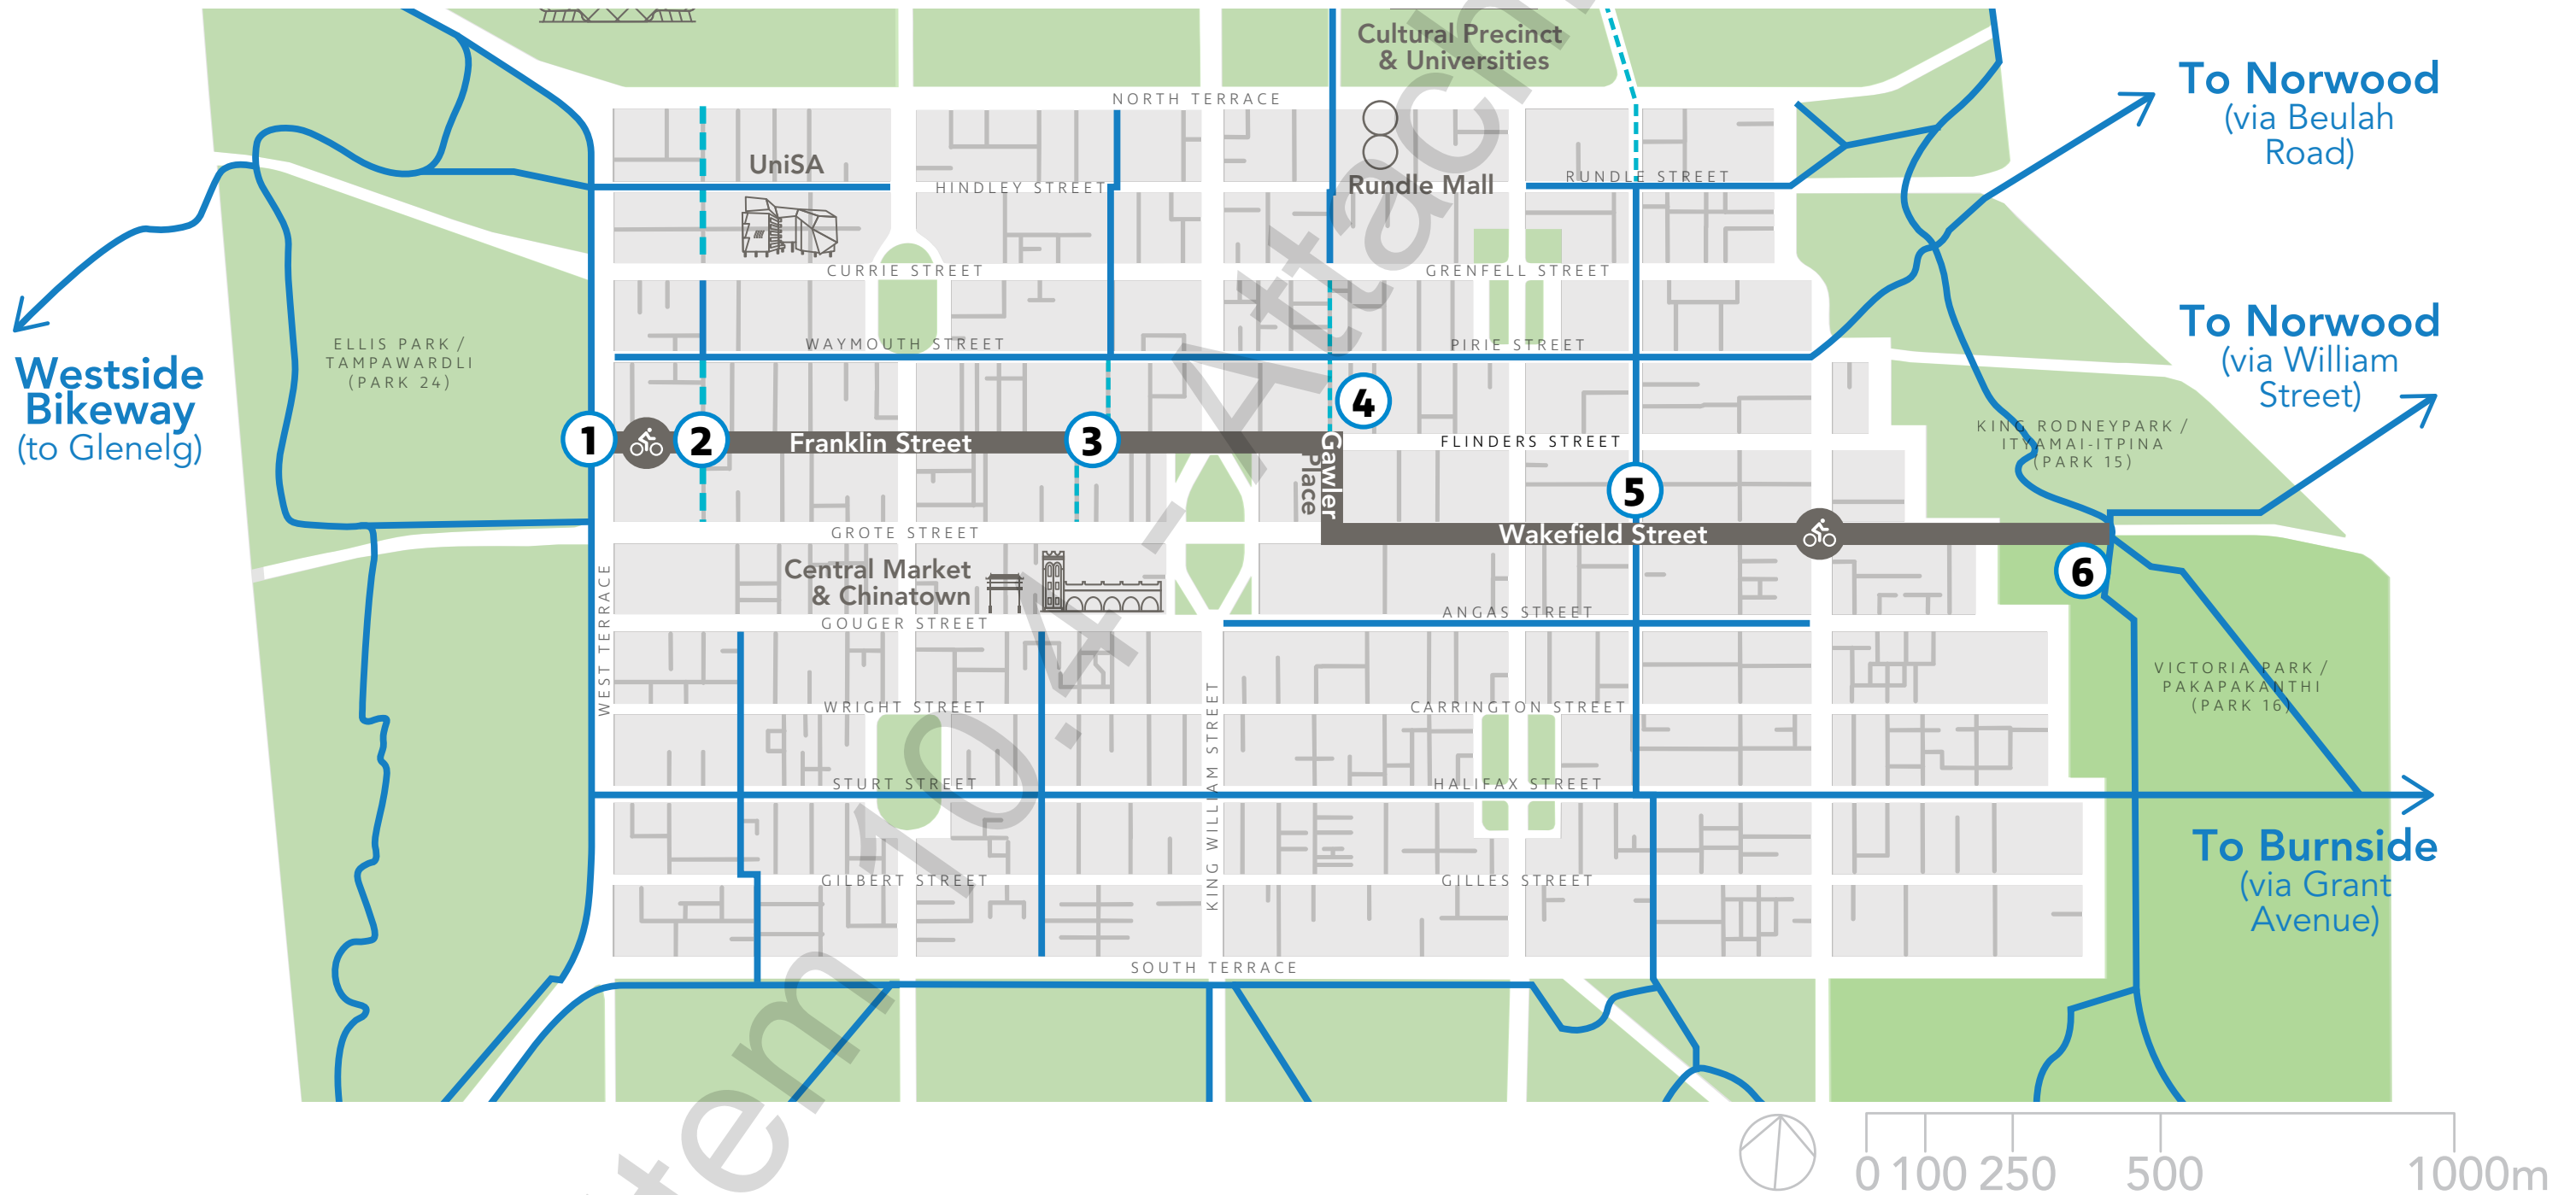 Cultural Precinct
& Universities
To Norwood
(via Beulah
Road)
NORTH TERRACE
UniSA
HINDLEY STREET
Rundle Mall
RUNDLE STREET
CURRIE STREET
GRENFELL STREET
To Norwood
(via William
Street)
ELLIS PARK /
TAMPAWARDLI
(PARK 24)
WAYMOUTH STREET
PIRIE STREET
Westside
Bikeway
(to Glenelg)
1
2
Franklin Street
3
4
Gawler
Place
FLINDERS STREET
KING RODNEYPARK /
ITYAMAI-ITPINA
(PARK 15)
5
GROTE STREET
Wakefield Street
6
Central Market
& Chinatown
WEST TERRACE
GOUGER STREET
ANGAS STREET
VICTORIA PARK /
PAKAPAKANTHI
(PARK 16)
WRIGHT STREET
KING WILLIAM STREET
CARRINGTON STREET
STURT STREET
HALIFAX STREET
To Burnside
(via Grant
Avenue)
GILBERT STREET
GILLES STREET
SOUTH TERRACE
0 100 250 500 1000m
tem 10.4 - Attach